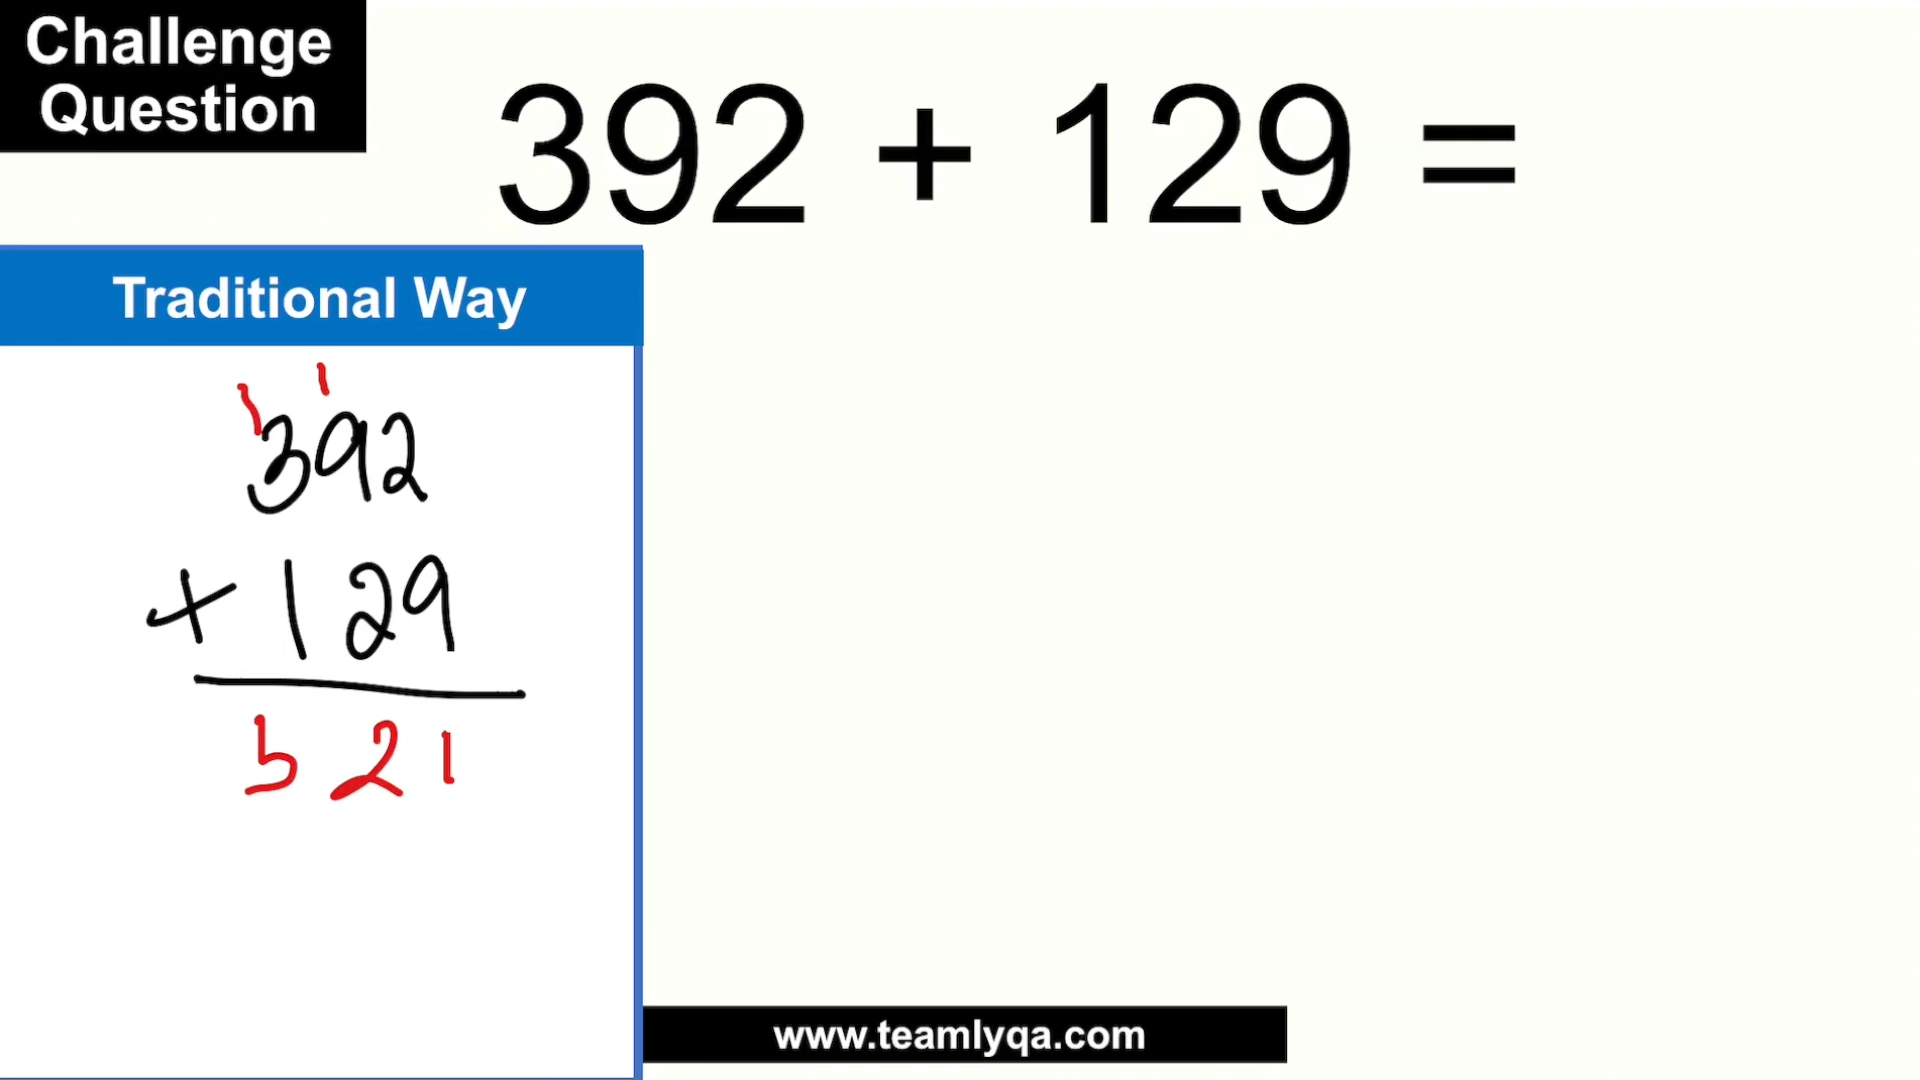 Challenge
Question
392 + 129 =
Traditional Way
1 1
392
+ 129
521
www.teamlyqa.com